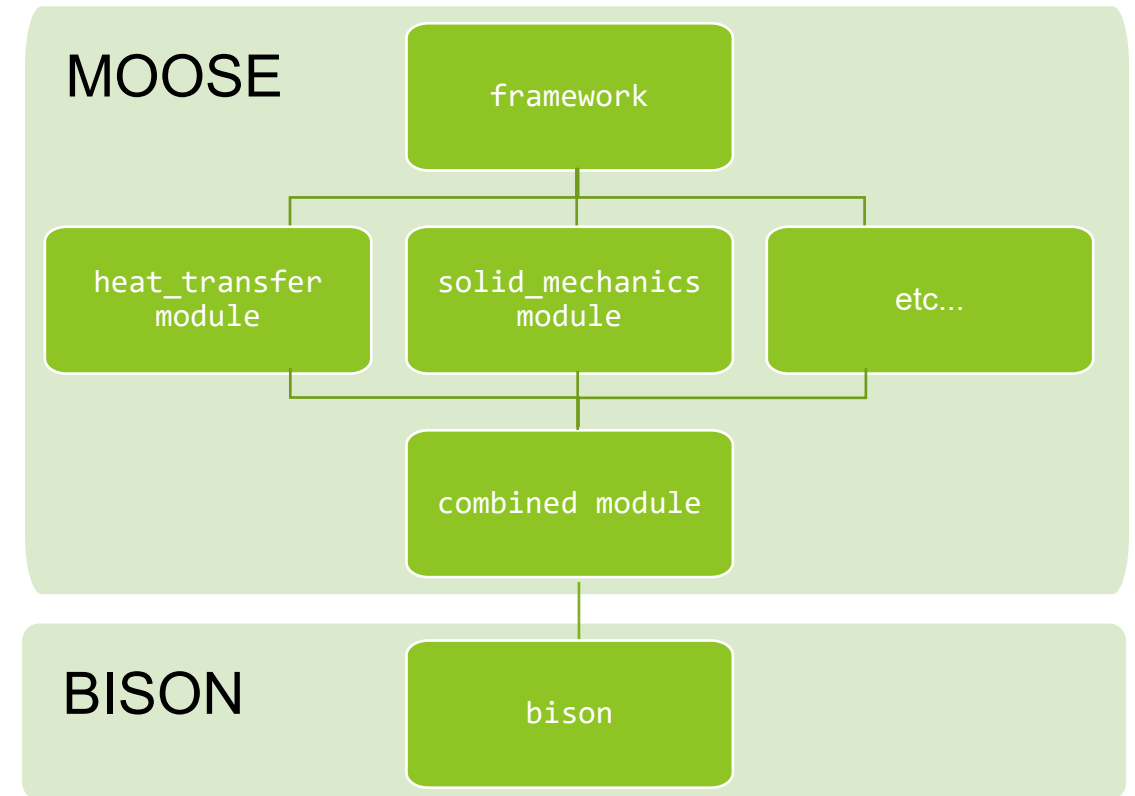 MOOSE
framework
heat_transfer
module
solid_mechanics
module
etc...
combined module
BISON
bison